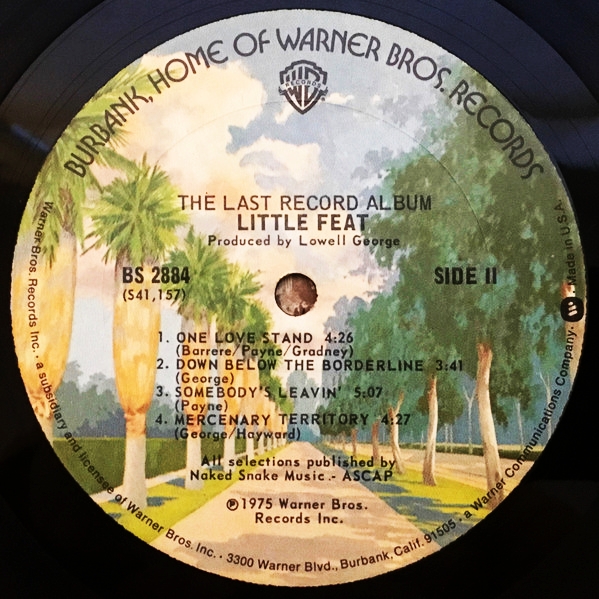 BURBANK, HOME OF WARNER BROS. RECORDS
RECORDS
THE LAST RECORD ALBUM
LITTLE FEAT
Produced by Lowell George
BS 2884
(S41,157)
SIDE II
1. ONE LOVE STAND 4:26
(Barrere/Payne/Gradney)
2. DOWN BELOW THE BORDERLINE 3:41
(George)
3. SOMEBODY'S LEAVIN' 5:07
(Payne)
4. MERCENARY TERRITORY 4:27
(George/Hayward)
All selections published by
Naked Snake Music.- ASCAP
℗1975 Warner Bros.
Records Inc.
Warner Bros. Records Inc. · a subsidiary and licensee of Warner Bros. Inc. · 3300 Warner Blvd., Burbank, Calif. 91505 · a Warner Communications Company · Made in U.S.A.